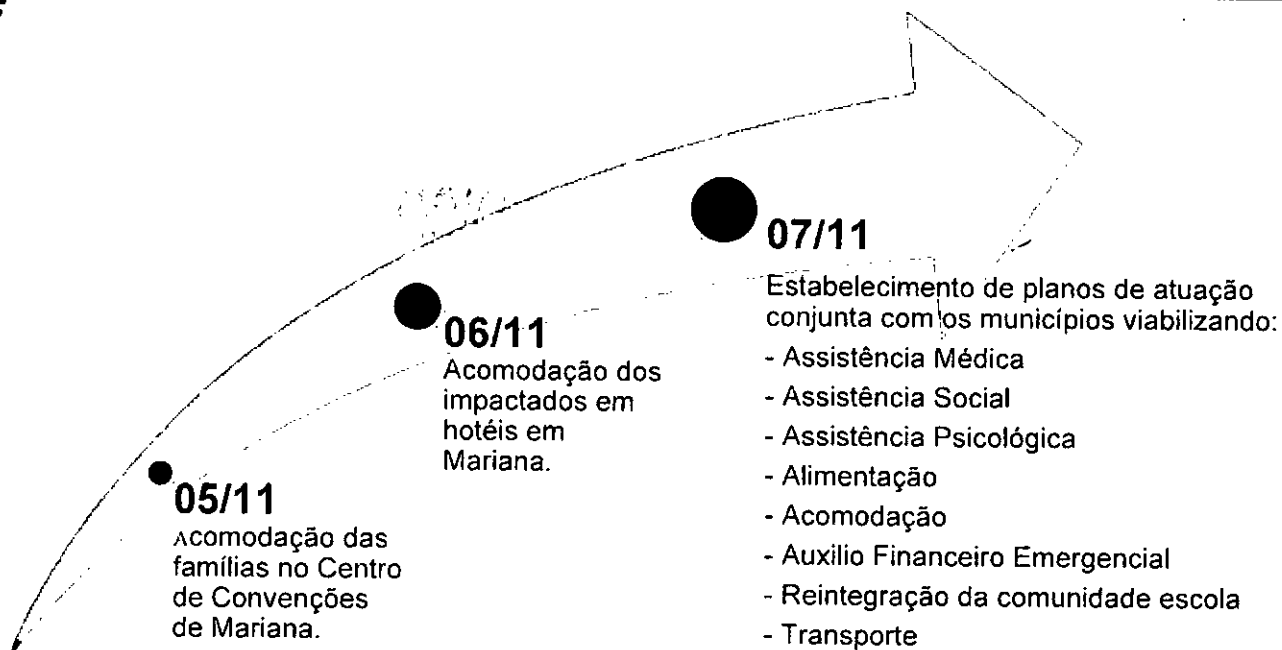 05/11
Acomodação das
famílias no Centro
de Convenções
de Mariana.
06/11
Acomodação dos
impactados em
hotéis em
Mariana.
07/11
Estabelecimento de planos de atuação
conjunta com os municípios viabilizando:
- Assistência Médica
- Assistência Social
- Assistência Psicológica
- Alimentação
- Acomodação
- Auxilio Financeiro Emergencial
- Reintegração da comunidade escola
- Transporte